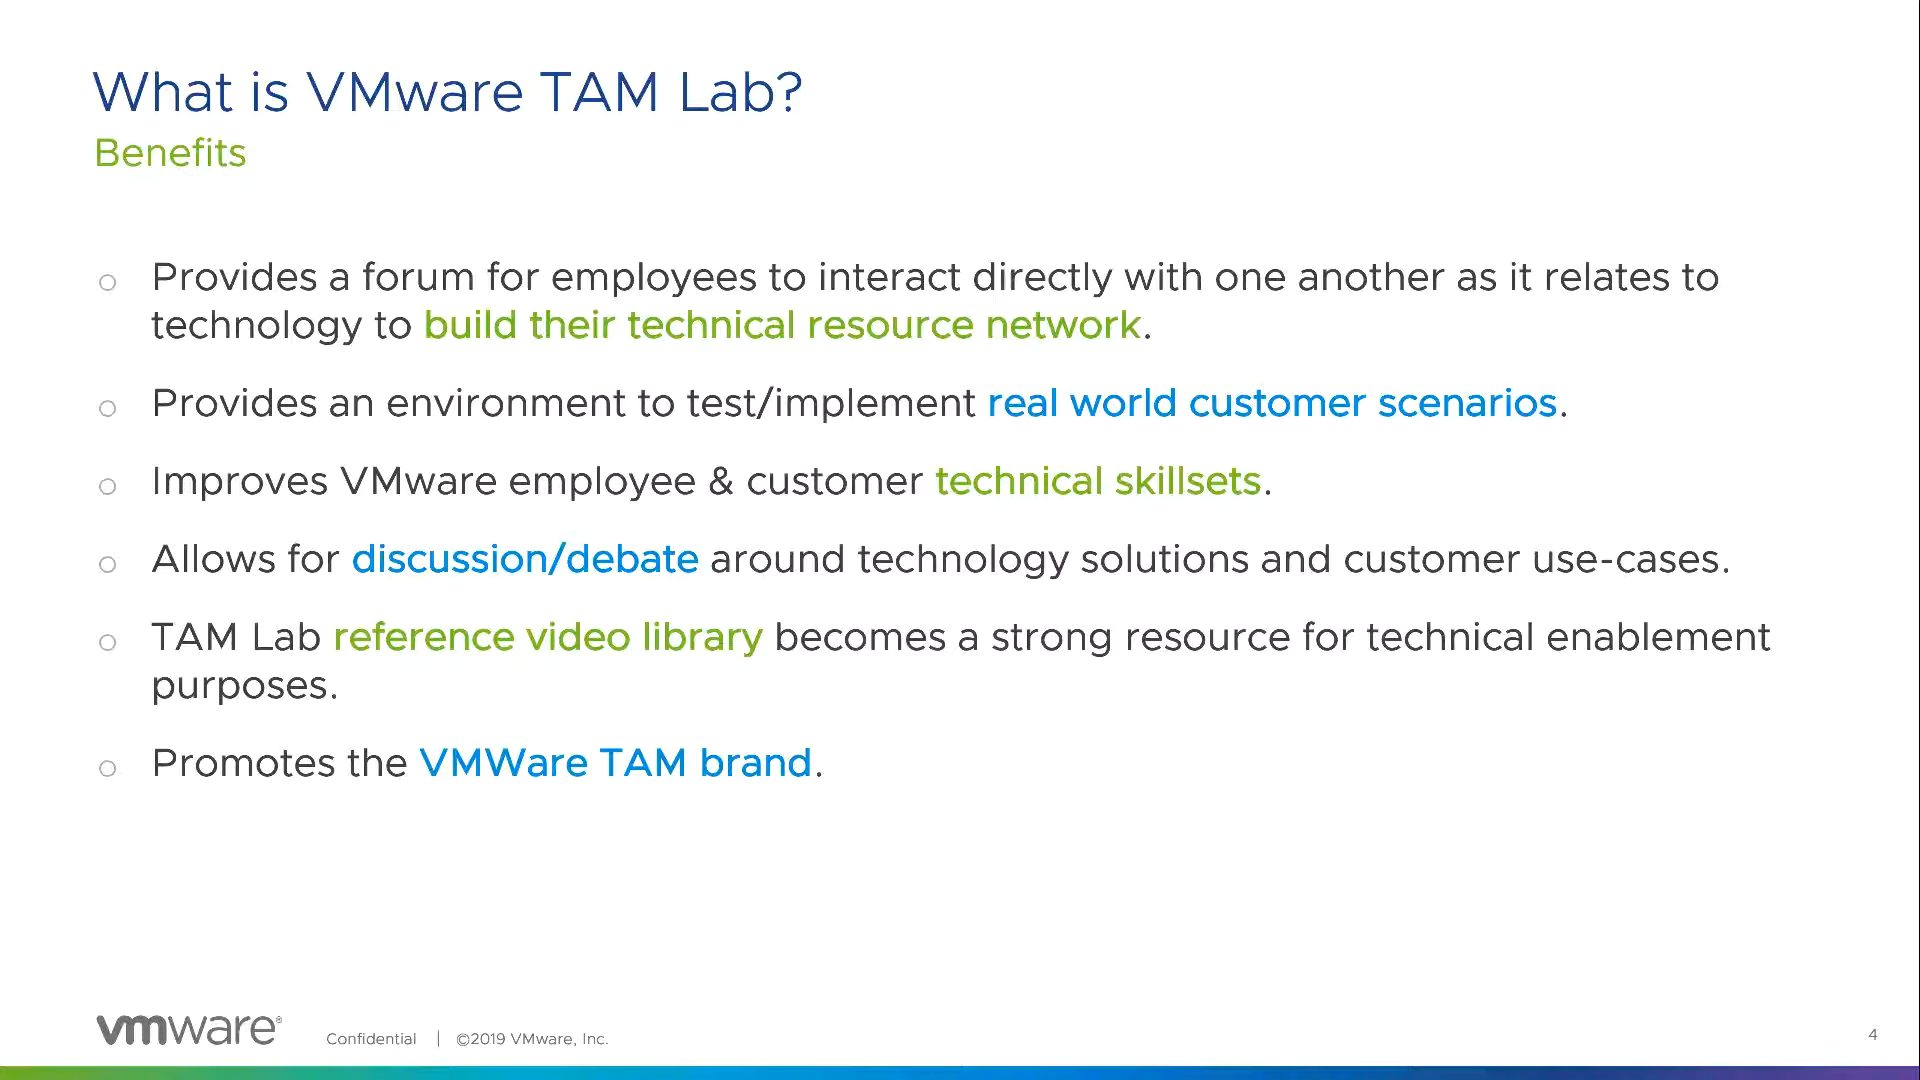 What is VMware TAM Lab?
Benefits
○ Provides a forum for employees to interact directly with one another as it relates to
technology to build their technical resource network.
○ Provides an environment to test/implement real world customer scenarios.
○ Improves VMware employee & customer technical skillsets.
○ Allows for discussion/debate around technology solutions and customer use-cases.
○ TAM Lab reference video library becomes a strong resource for technical enablement
purposes.
○ Promotes the VMWare TAM brand.
vmware® Confidential | ©2019 VMware, Inc. 4